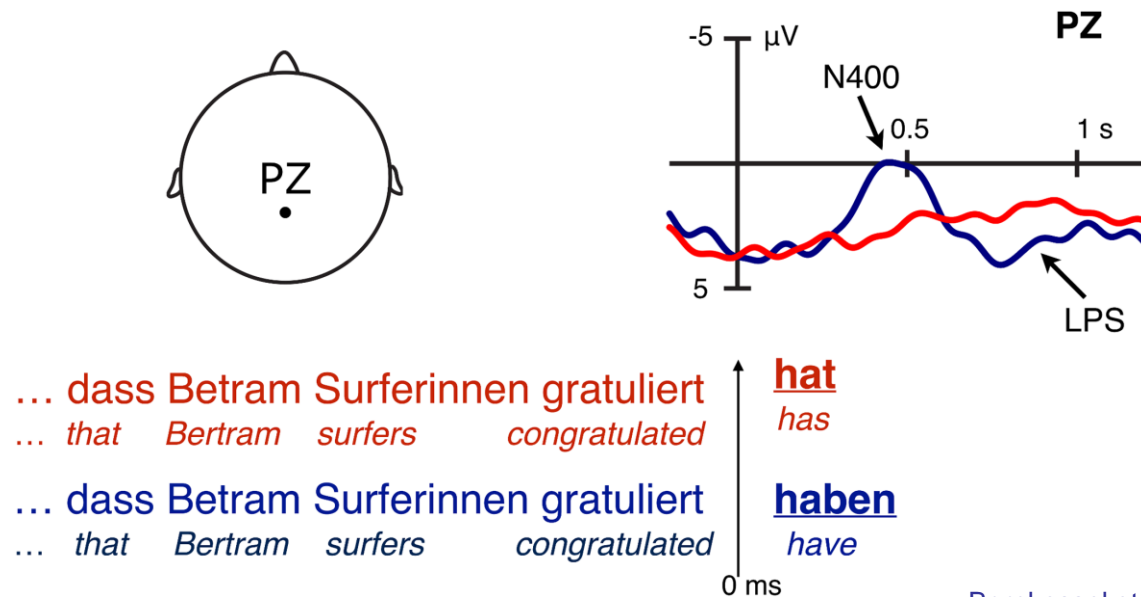 PZ
-5 µV
PZ
N400
0.5
1 s
5
LPS
… dass Betram Surferinnen gratuliert hat
… that Bertram surfers congratulated has
… dass Betram Surferinnen gratuliert haben
… that Bertram surfers congratulated have
0 ms